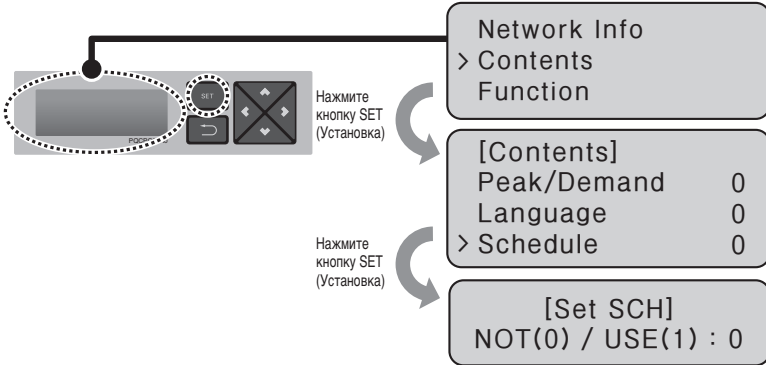 Network Info
> Contents
Function
SET
Нажмите
кнопку SET
(Установка)
[Contents]
Peak/Demand 0
Language 0
> Schedule 0
Нажмите
кнопку SET
(Установка)
[Set SCH]
NOT(0) / USE(1) : 0